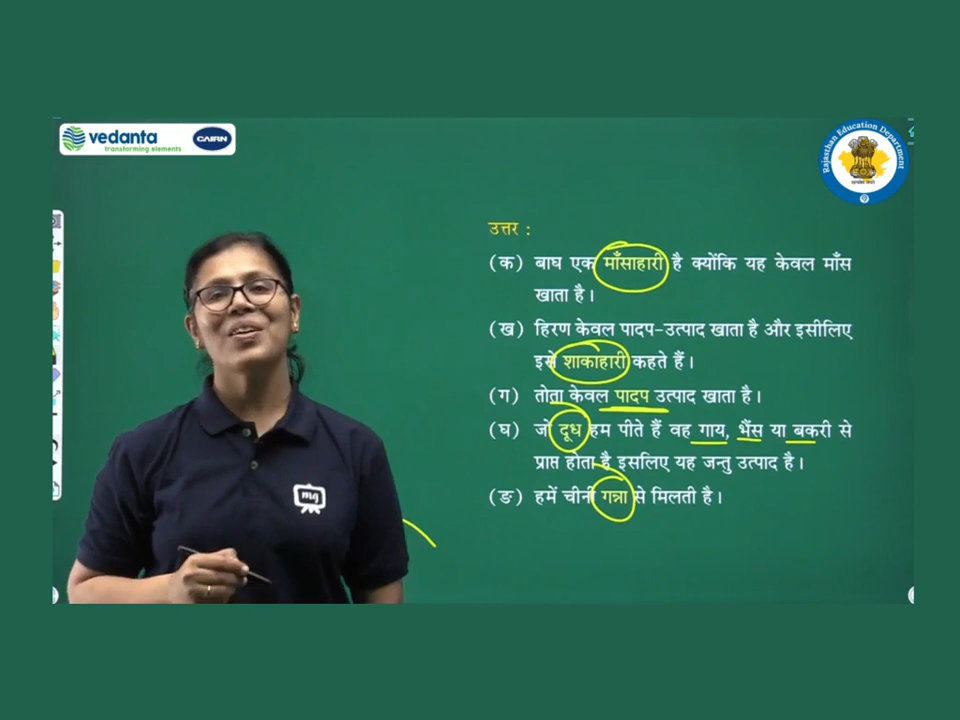 vedanta
transforming elements
CAIRN
Rajasthan Education Department
उत्तर :
(क) बाघ एक माँसाहारी है क्योंकि यह केवल माँस
खाता है।
(ख) हिरण केवल पादप-उत्पाद खाता है और इसीलिए
इसे शाकाहारी कहते हैं।
(ग) तोता केवल पादप उत्पाद खाता है।
(घ) जो दूध हम पीते हैं वह गाय, भैंस या बकरी से
प्राप्त होता है इसलिए यह जन्तु उत्पाद है।
(ङ) हमें चीनी गन्ना से मिलती है।
mg